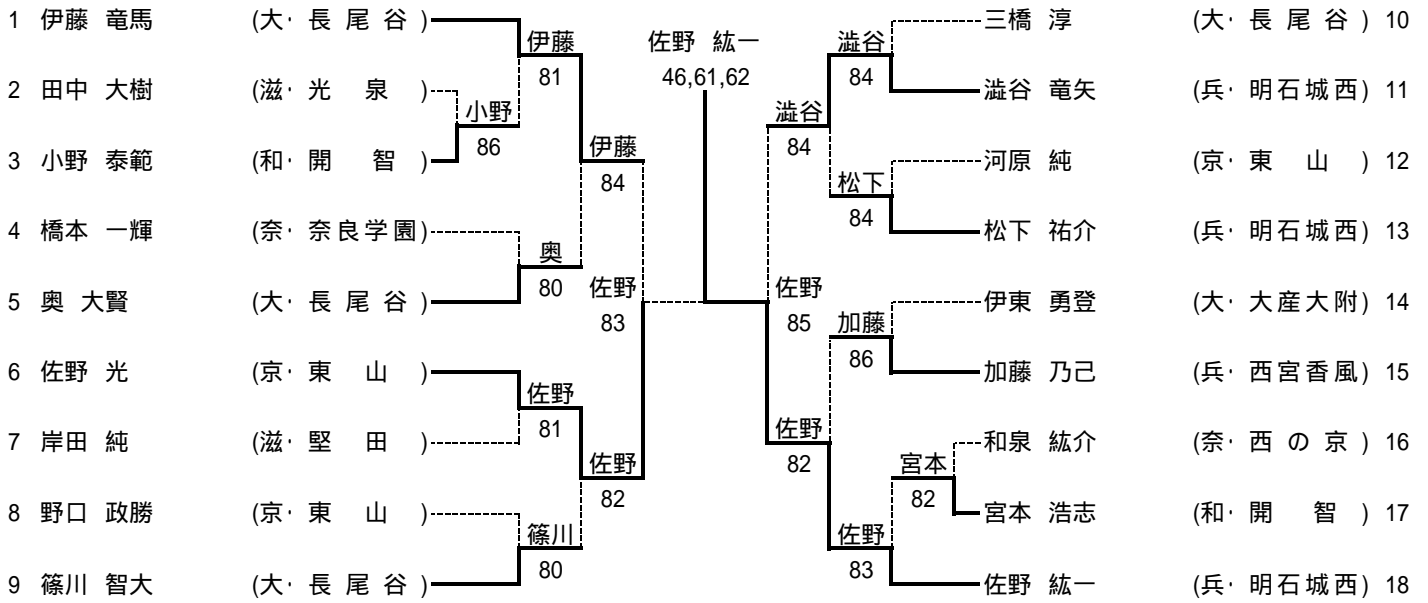 1 伊藤 竜馬 (大・長尾谷) 三橋 淳 (大・長尾谷) 10
伊藤 佐野 紘一 澁谷
81 46,61,62 84
2 田中 大樹 (滋・光 泉) 澁谷 竜矢 (兵・明石城西) 11
小野 澁谷
86 伊藤 84
3 小野 泰範 (和・開 智) 河原 純 (京・東 山) 12
84 松下
84
4 橋本 一輝 (奈・奈良学園) 松下 祐介 (兵・明石城西) 13
奥
80 佐野 佐野
5 奥 大賢 (大・長尾谷) 伊東 勇登 (大・大産大附) 14
83 85 加藤
86
6 佐野 光 (京・東 山) 加藤 乃己 (兵・西宮香風) 15
佐野
81 佐野
7 岸田 純 (滋・堅 田) 和泉 紘介 (奈・西の京) 16
佐野 82 宮本
82 82
8 野口 政勝 (京・東 山) 宮本 浩志 (和・開 智) 17
篠川 佐野
80 83
9 篠川 智大 (大・長尾谷) 佐野 紘一 (兵・明石城西) 18